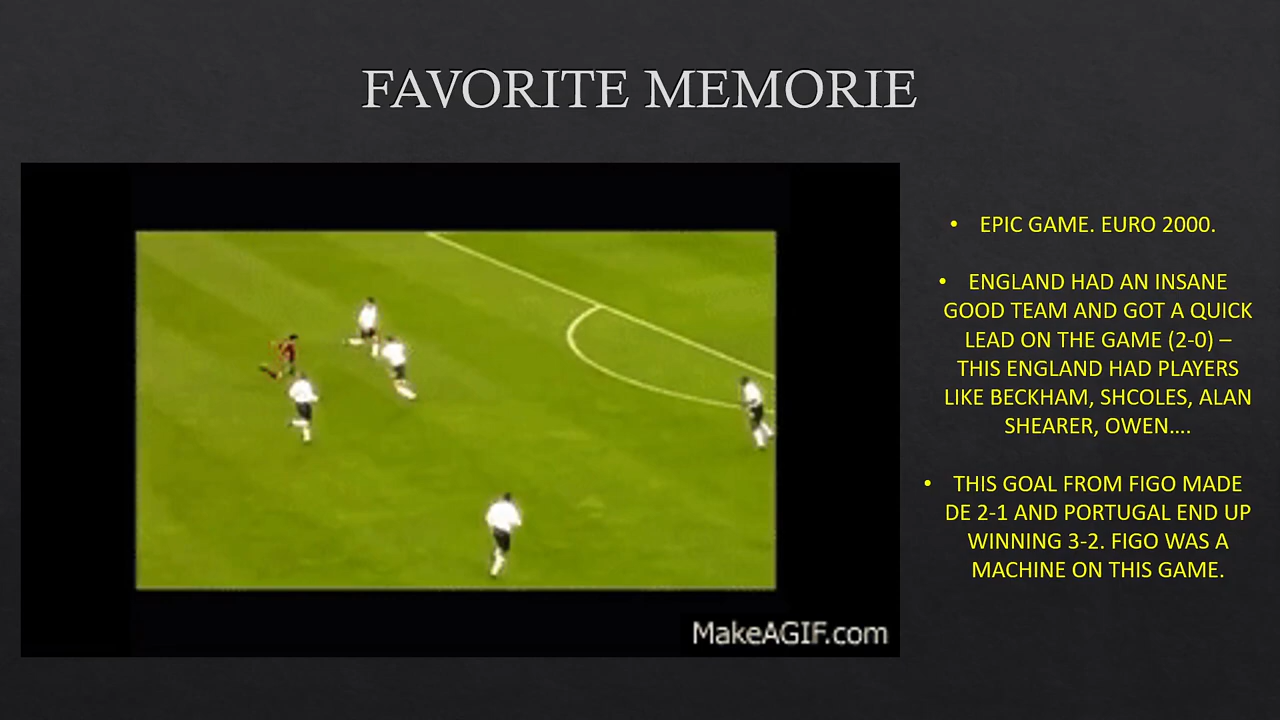 FAVORITE MEMORIE
• EPIC GAME. EURO 2000.
• ENGLAND HAD AN INSANE
GOOD TEAM AND GOT A QUICK
LEAD ON THE GAME (2-0) –
THIS ENGLAND HAD PLAYERS
LIKE BECKHAM, SHCOLES, ALAN
SHEARER, OWEN....
• THIS GOAL FROM FIGO MADE
DE 2-1 AND PORTUGAL END UP
WINNING 3-2. FIGO WAS A
MACHINE ON THIS GAME.
MakeAGIF.com